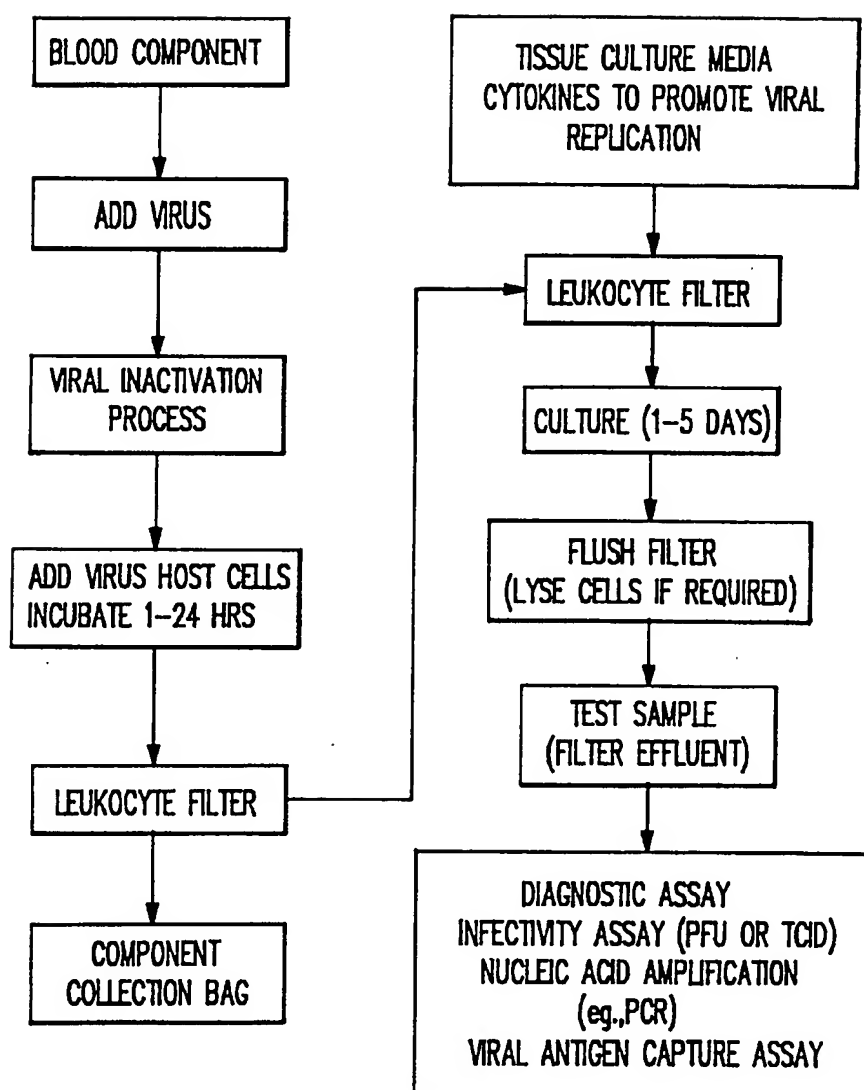 BLOOD COMPONENT
ADD VIRUS
VIRAL INACTIVATION
PROCESS
ADD VIRUS HOST CELLS
INCUBATE 1-24 HRS
LEUKOCYTE FILTER
COMPONENT
COLLECTION BAG
TISSUE CULTURE MEDIA
CYTOKINES TO PROMOTE VIRAL
REPLICATION
LEUKOCYTE FILTER
CULTURE (1-5 DAYS)
FLUSH FILTER
(LYSE CELLS IF REQUIRED)
TEST SAMPLE
(FILTER EFFLUENT)
DIAGNOSTIC ASSAY
INFECTIVITY ASSAY (PFU OR TCID)
NUCLEIC ACID AMPLIFICATION
(eg.,PCR)
VIRAL ANTIGEN CAPTURE ASSAY